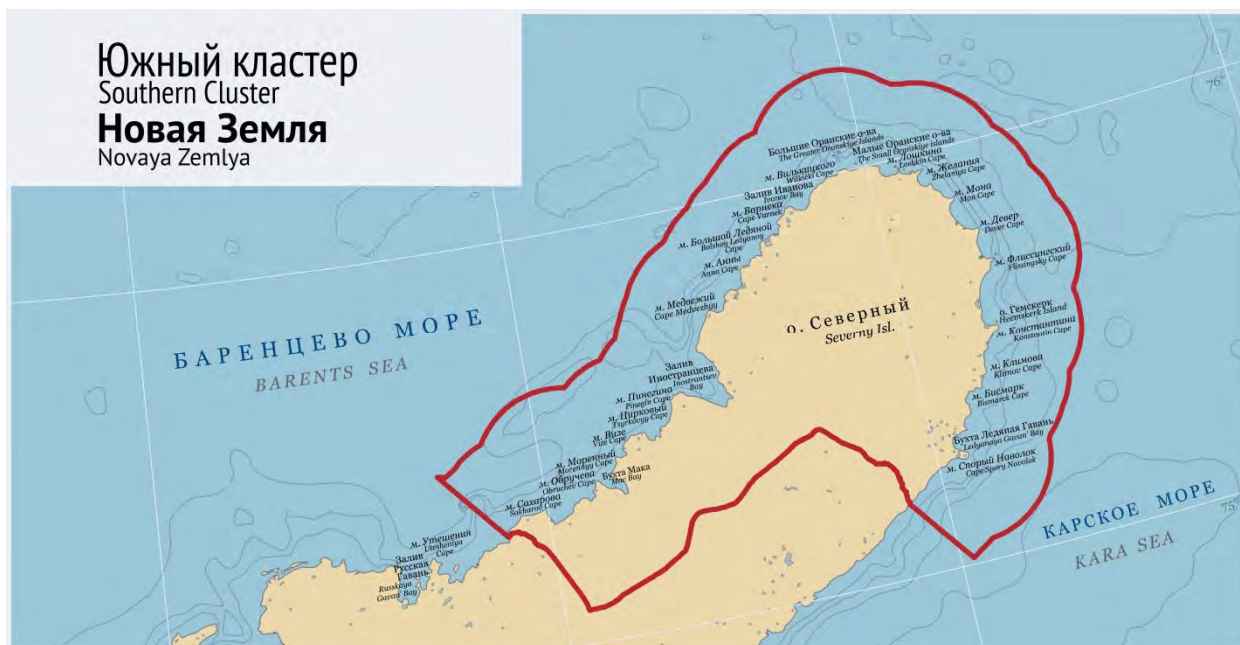 Южный кластер
Southern Cluster
Новая Земля
Novaya Zemlya
76°
Большие Оранские о-ва
The Greater Oranskiye Islands
Малые Оранские о-ва
The Small Oranskiye islands
м. Лошкина
Loshkin Cape
м. Желания
Zhelaniya Cape
м. Вилькицкого
Wilkicki Cape
Залив Иванова
Ivanov Bay
м. Мона
Mon Cape
м. Варнека
Cape Varnek
м. Девер
Dever Cape
м. Большой Ледяной
Bolshoy Ledyanoy
Cape
м. Анны
Anna Cape
м. Флиссингский
Flissingsky Cape
м. Медвежий
Cape Medvezhyy
о. Северный
Severny Isl.
о. Гемскерк
Heemskerk Island
м. Константина
Konstantin Cape
БАРЕНЦЕВО МОРЕ
BARENTS SEA
Залив
Иностранцева
Inostrantsev
Bay
м. Климова
Klimov Cape
м. Пинегина
Pinegin Cape
м. Бисмарк
Bismarck Cape
м. Цирковый
Tsyrkovyy Cape
м. Визе
Vize Cape
Бухта Ледяная Гавань
Ledyanaya Gavan' Bay
м. Моренный
Morennyy Cape
м. Спорый Наволок
Cape Spory Navolok
Бухта Мака
Mac Bay
м. Обручева
Obruchev Cape
м. Сахарова
Sakharov Cape
КАРСКОЕ МОРЕ
KARA SEA
75°
м. Утешения
Utesheniya
Cape
Залив
Русская
Гавань
Russkaya
Gavan' Bay